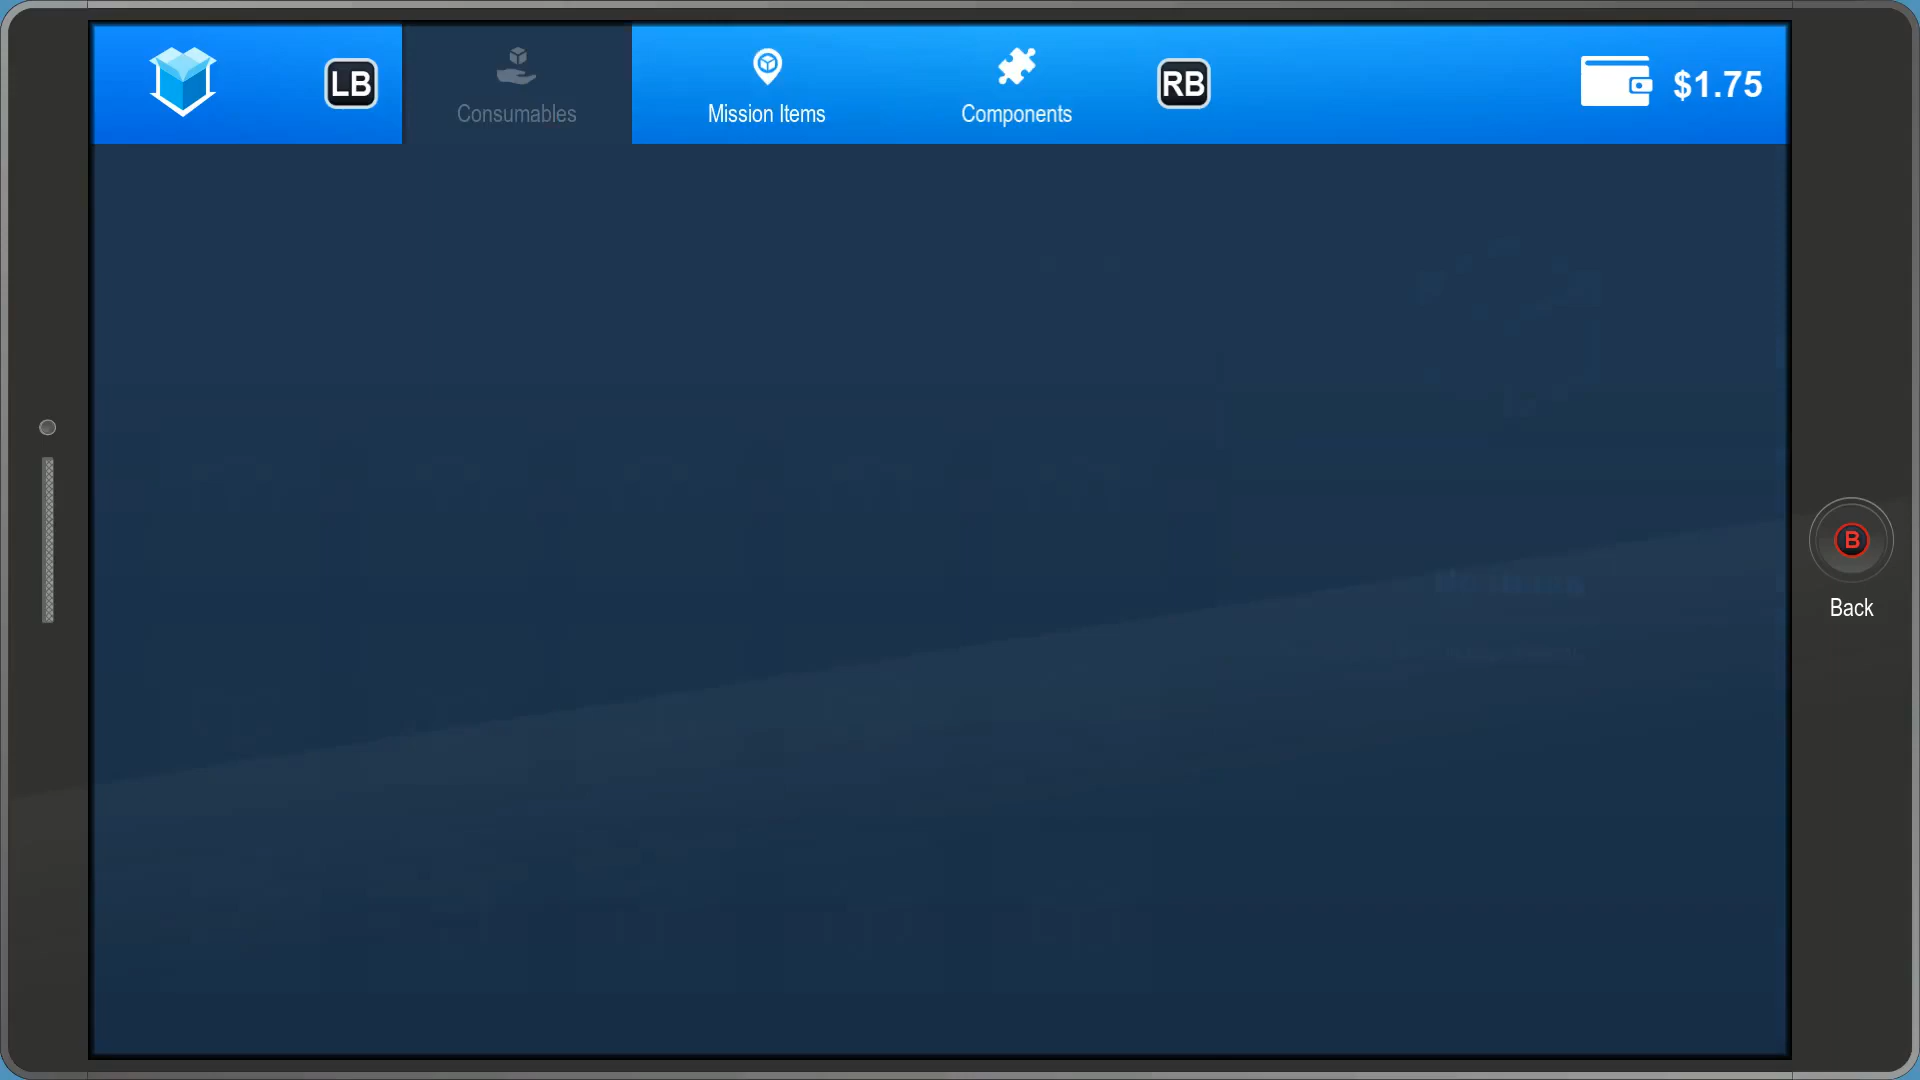 LB
Consumables
Mission Items
Components
RB
$1.75
B
Back